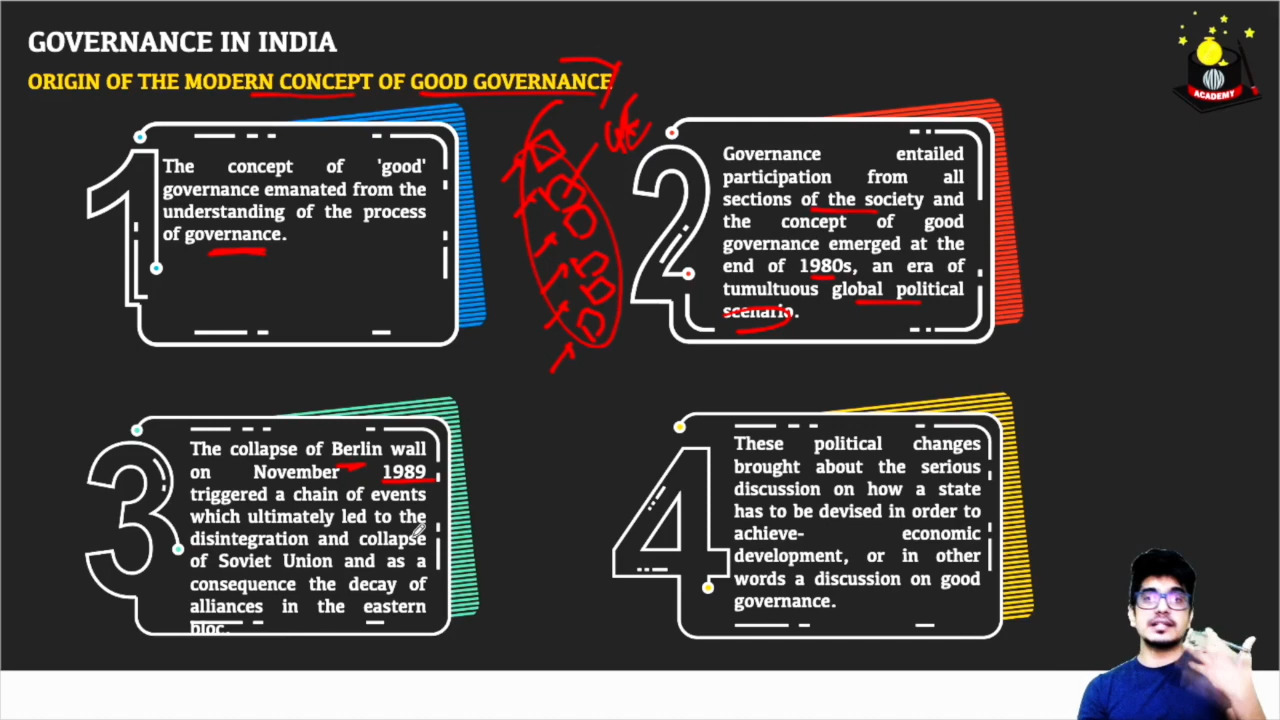 GOVERNANCE IN INDIA
ORIGIN OF THE MODERN CONCEPT OF GOOD GOVERNANCE
ACADEMY
1
The concept of 'good'
governance emanated from the
understanding of the process
of governance.
2
Governance entailed
participation from all
sections of the society and
the concept of good
governance emerged at the
end of 1980s, an era of
tumultuous global political
scenario.
3
The collapse of Berlin wall
on November 1989
triggered a chain of events
which ultimately led to the
disintegration and collapse
of Soviet Union and as a
consequence the decay of
alliances in the eastern
bloc.
4
These political changes
brought about the serious
discussion on how a state
has to be devised in order to
achieve- economic
development, or in other
words a discussion on good
governance.